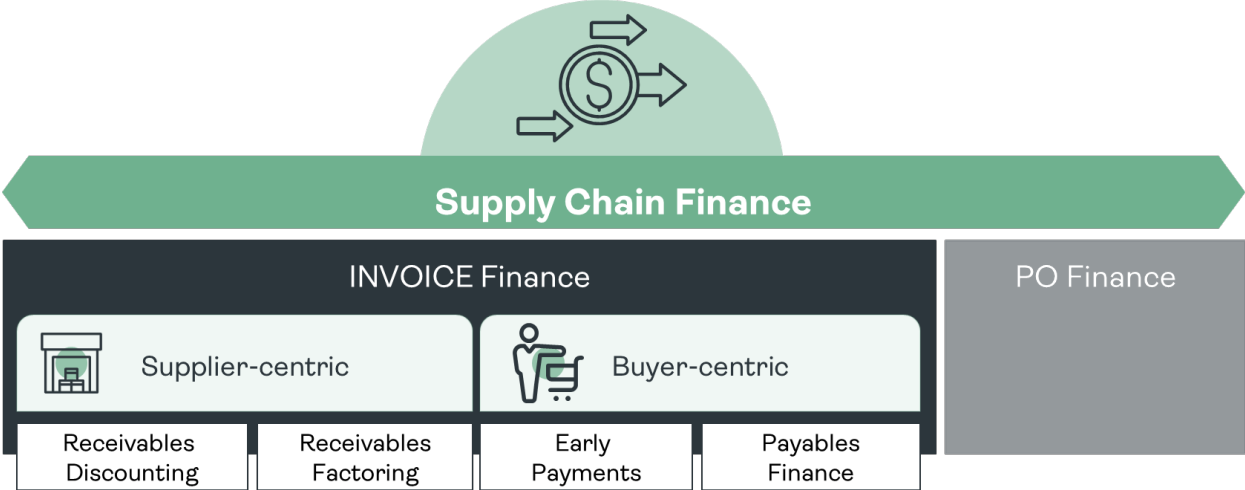 $
Supply Chain Finance
INVOICE Finance
PO Finance
Supplier-centric
Buyer-centric
Receivables
Discounting
Receivables
Factoring
Early
Payments
Payables
Finance